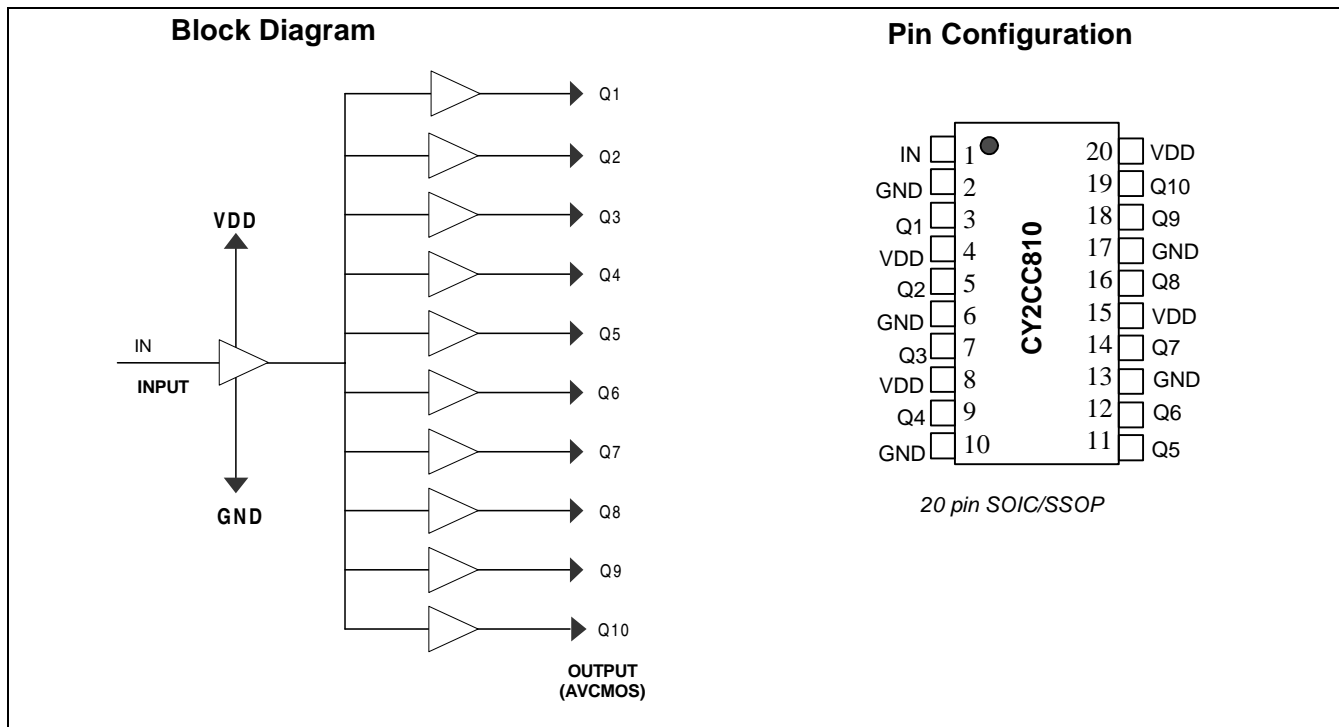 Block Diagram
Q1
Q2
Q3
VDD
Q4
Q5
IN
INPUT
Q6
Q7
Q8
GND
Q9
Q10
OUTPUT
(AVCMOS)
Pin Configuration
IN 1 20 VDD
GND 2 19 Q10
Q1 3 18 Q9
VDD 4 17 GND
Q2 5 16 Q8
GND 6 15 VDD
Q3 7 14 Q7
VDD 8 13 GND
Q4 9 12 Q6
GND 10 11 Q5
CY2CC810
20 pin SOIC/SSOP